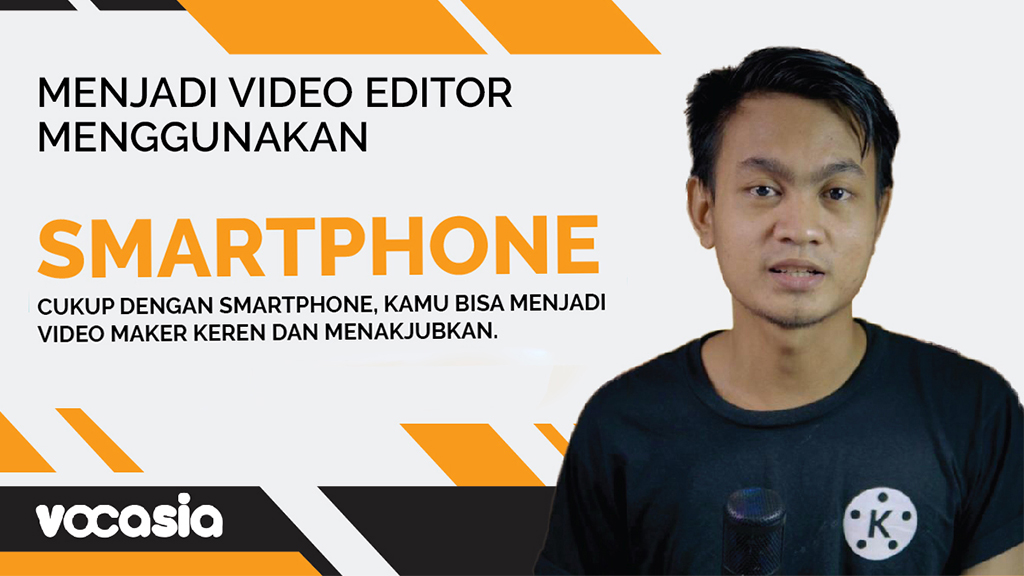 MENJADI VIDEO EDITOR
MENGGUNAKAN
SMARTPHONE
CUKUP DENGAN SMARTPHONE, KAMU BISA MENJADI
VIDEO MAKER KEREN DAN MENAKJUBKAN.
vocasia
K